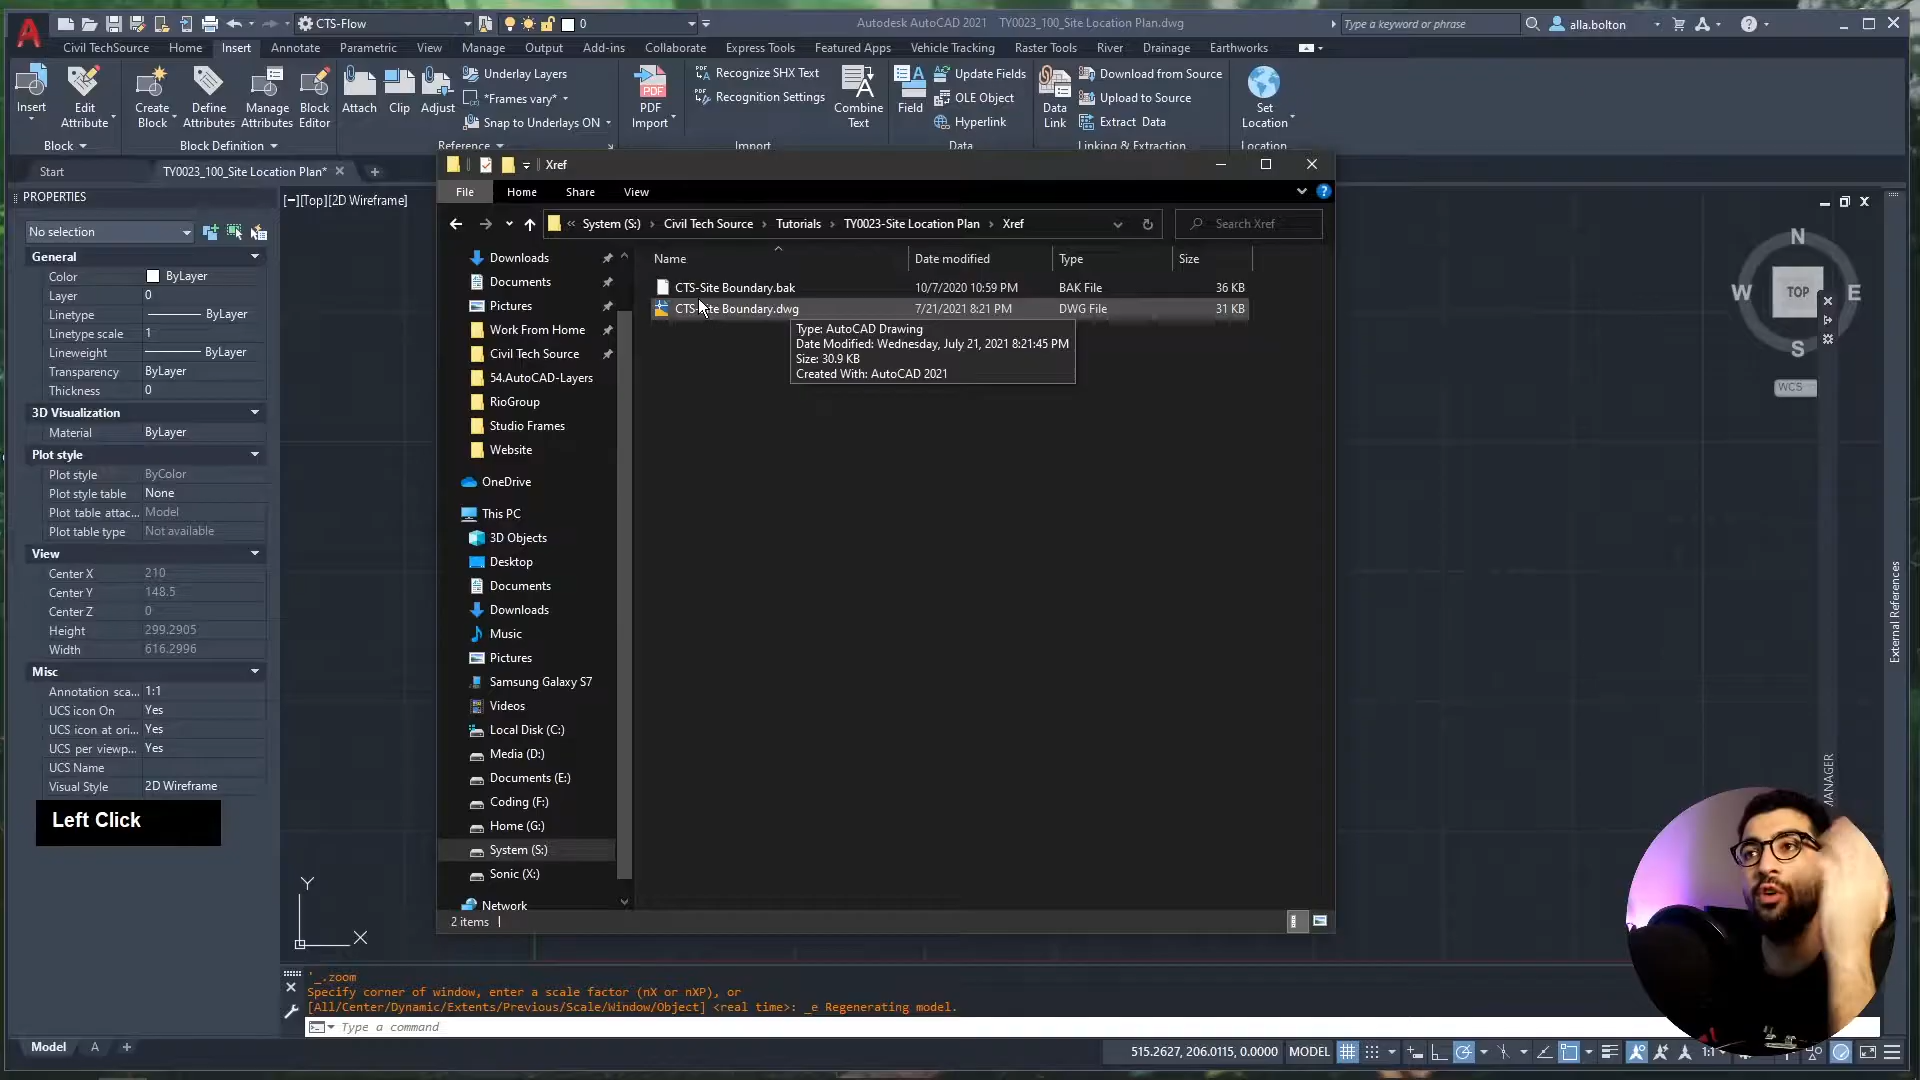 CTS-Flow
0
Autodesk AutoCAD 2021 TY0023_100_Site Location Plan.dwg
Type a keyword or phrase
alla.bolton
Civil TechSource Home Insert Annotate Parametric View Manage Output Add-ins Collaborate Express Tools Featured Apps Vehicle Tracking Raster Tools River Drainage Earthworks
Insert
Edit Attribute
Create Block
Define Attributes
Manage Attributes
Block Editor
Attach
Clip
Adjust
Underlay Layers
*Frames vary*
Snap to Underlays ON
PDF Import
Recognize SHX Text
Recognition Settings
Combine Text
Field
Update Fields
OLE Object
Hyperlink
Data Link
Download from Source
Upload to Source
Extract Data
Set Location
Block
Block Definition
Reference
Import
Data
Linking & Extraction
Location
Start
TY0023_100_Site Location Plan*
PROPERTIES
No selection
General
Color ByLayer
Layer 0
Linetype ByLayer
Linetype scale 1
Lineweight ByLayer
Transparency ByLayer
Thickness 0
3D Visualization
Material ByLayer
Plot style
Plot style ByColor
Plot style table None
Plot table attac... Model
Plot table type Not available
View
Center X 210
Center Y 148.5
Center Z 0
Height 299.2905
Width 616.2996
Misc
Annotation sca... 1:1
UCS icon On Yes
UCS icon at ori... Yes
UCS per viewp... Yes
UCS Name
Visual Style 2D Wireframe
Left Click
[−][Top][2D Wireframe]
Xref
File Home Share View
« System (S:) › Civil Tech Source › Tutorials › TY0023-Site Location Plan › Xref
Search Xref
Name Date modified Type Size
CTS-Site Boundary.bak 10/7/2020 10:59 PM BAK File 36 KB
CTS-Site Boundary.dwg 7/21/2021 8:21 PM DWG File 31 KB
Type: AutoCAD Drawing
Date Modified: Wednesday, July 21, 2021 8:21:45 PM
Size: 30.9 KB
Created With: AutoCAD 2021
Downloads
Documents
Pictures
Work From Home
Civil Tech Source
54.AutoCAD-Layers
RioGroup
Studio Frames
Website
OneDrive
This PC
3D Objects
Desktop
Documents
Downloads
Music
Pictures
Samsung Galaxy S7
Videos
Local Disk (C:)
Media (D:)
Documents (E:)
Coding (F:)
Home (G:)
System (S:)
Sonic (X:)
Network
2 items
N
W TOP E
S
WCS
External References
Y
X
'_.zoom
Specify corner of window, enter a scale factor (nX or nXP), or
[All/Center/Dynamic/Extents/Previous/Scale/Window/Object] <real time>: _e Regenerating model.
Type a command
Model A +
515.2627, 206.0115, 0.0000 MODEL
1:1